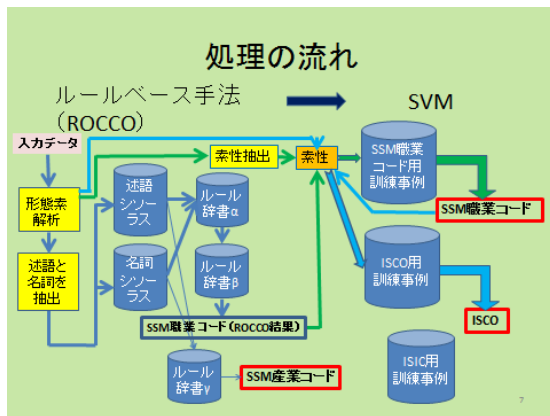 処理の流れ
ルールベース手法
(ROCCO)
SVM
入力データ
素性抽出
素性
SSM職業
コード用
訓練事例
形態素
解析
述語
シソー
ラス
ルール
辞書α
SSM職業コード
述語と
名詞を
抽出
名詞
シソー
ラス
ルール
辞書β
ISCO用
訓練事例
SSM職業コード(ROCCO結果)
ISCO
ルール
辞書γ
SSM産業コード
ISIC用
訓練事例
7